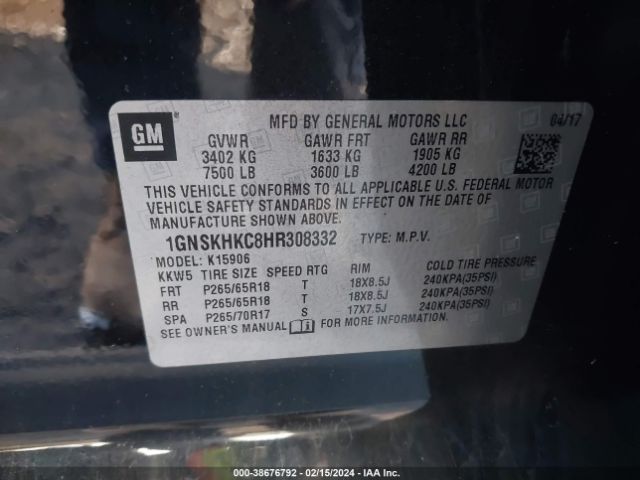 GM
MFD BY GENERAL MOTORS LLC 04/17
GVWR GAWR FRT GAWR RR
3402 KG 1633 KG 1905 KG
7500 LB 3600 LB 4200 LB
THIS VEHICLE CONFORMS TO ALL APPLICABLE U.S. FEDERAL MOTOR
VEHICLE SAFETY STANDARDS IN EFFECT ON THE DATE OF
MANUFACTURE SHOWN ABOVE.
1GNSKHKC8HR308332 TYPE: M.P.V.
MODEL: K15906
KKW5 TIRE SIZE SPEED RTG RIM COLD TIRE PRESSURE
FRT P265/65R18 T 18X8.5J 240KPA(35PSI)
RR P265/65R18 T 18X8.5J 240KPA(35PSI)
SPA P265/70R17 S 17X7.5J 240KPA(35PSI)
SEE OWNER'S MANUAL FOR MORE INFORMATION.
000-38676792 - 02/15/2024 - IAA Inc.